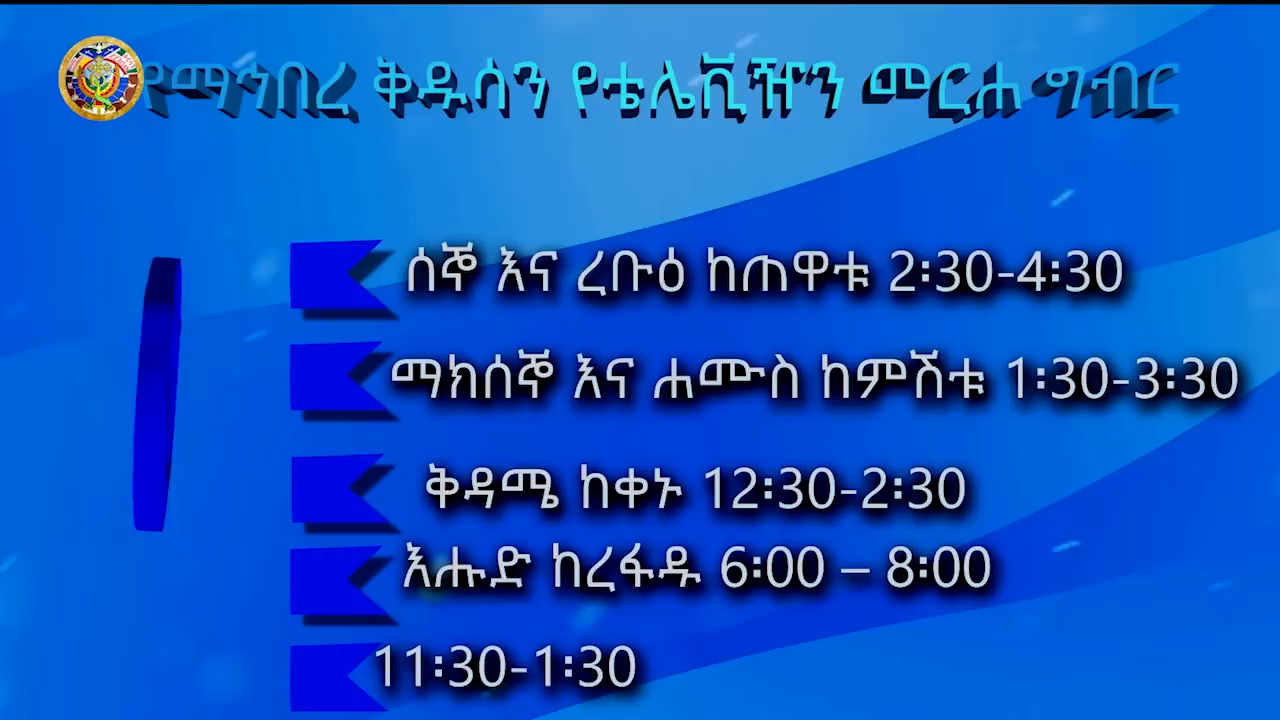 የማኅበረ ቅዱሳን የቴሌቪዥን መርሐ ግብር
ሰኞ እና ረቡዕ ከጠዋቱ 2፡30-4፡30
ማክሰኞ እና ሐሙስ ከምሽቱ 1፡30-3፡30
ቅዳሜ ከቀኑ 12፡30-2፡30
እሑድ ከረፋዱ 6፡00 – 8፡00
11፡30-1፡30